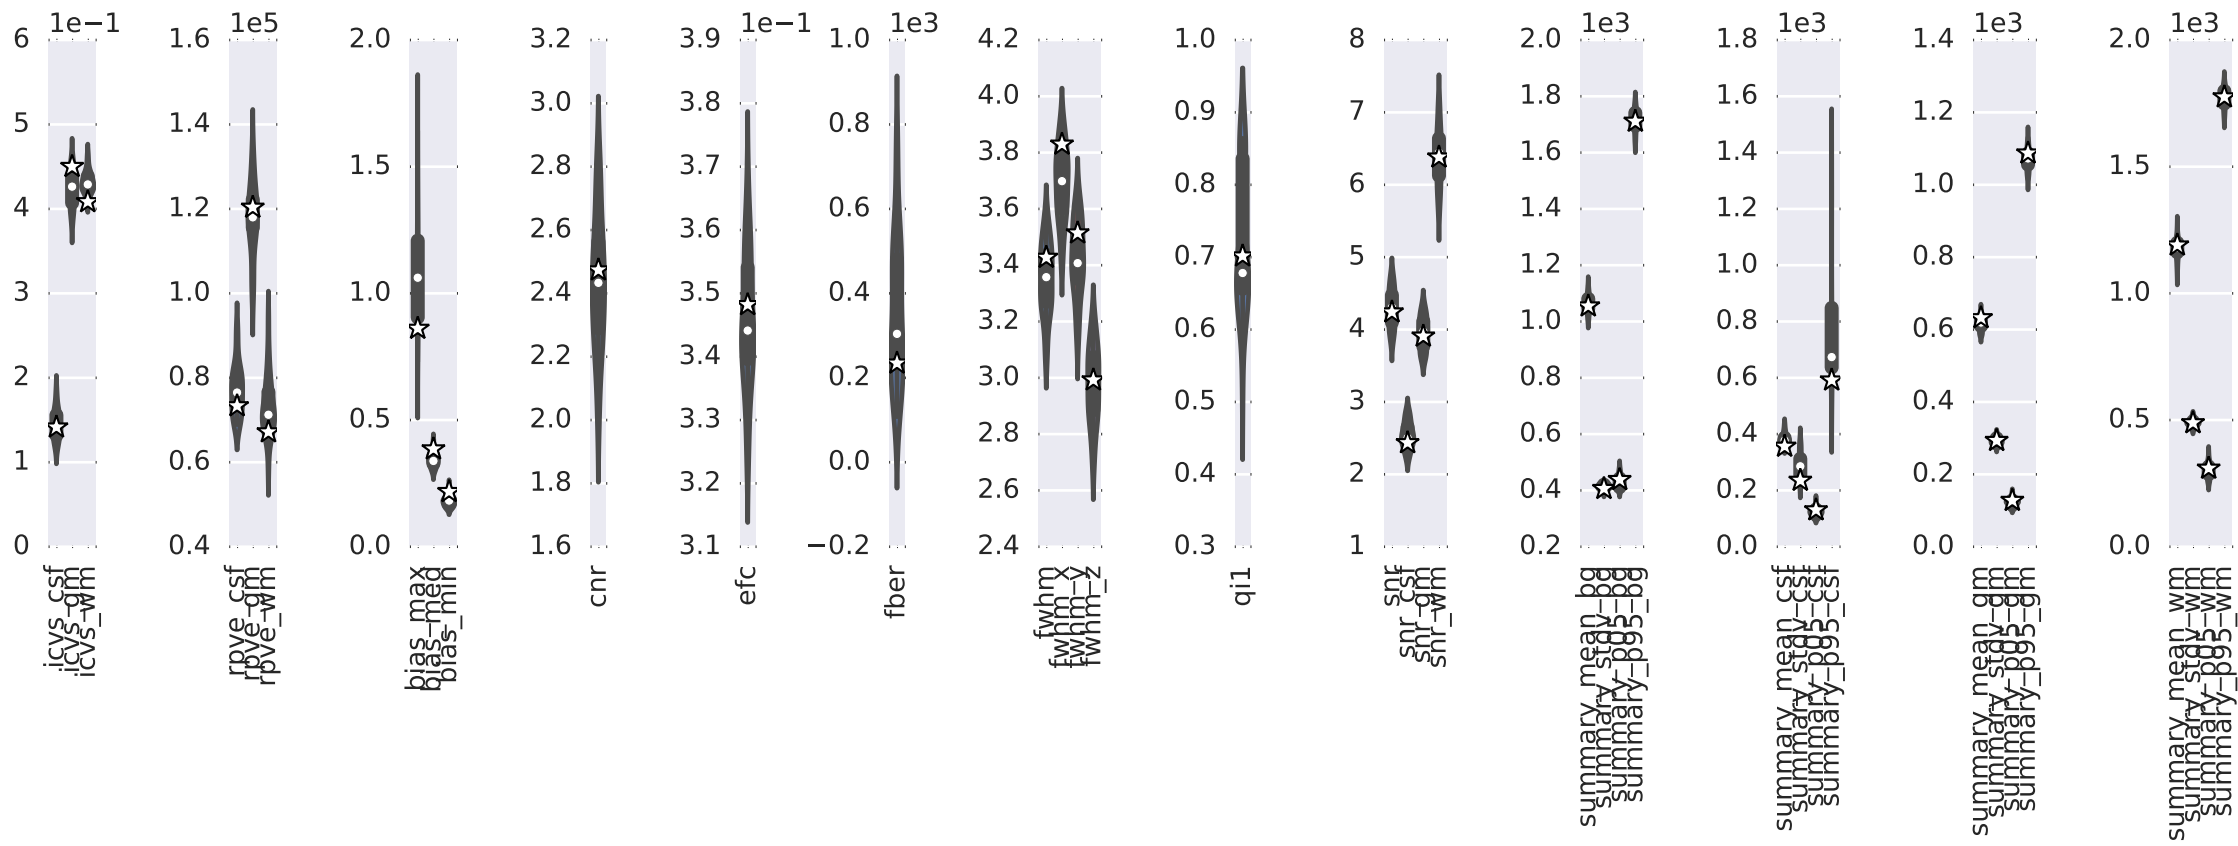 1e−1
6
5
4
3
2
1
0
icvs_csf
icvs_gm
icvs_wm
1e5
1.6
1.4
1.2
1.0
0.8
0.6
0.4
rpve_csf
rpve_gm
rpve_wm
2.0
1.5
1.0
0.5
0.0
bias_max
bias_med
bias_min
3.2
3.0
2.8
2.6
2.4
2.2
2.0
1.8
1.6
cnr
1e−1
3.9
3.8
3.7
3.6
3.5
3.4
3.3
3.2
3.1
efc
1e3
1.0
0.8
0.6
0.4
0.2
0.0
−0.2
fber
4.2
4.0
3.8
3.6
3.4
3.2
3.0
2.8
2.6
2.4
fwhm
fwhm_x
fwhm_y
fwhm_z
1.0
0.9
0.8
0.7
0.6
0.5
0.4
0.3
qi1
8
7
6
5
4
3
2
1
snr
snr_csf
snr_gm
snr_wm
1e3
2.0
1.8
1.6
1.4
1.2
1.0
0.8
0.6
0.4
0.2
summary_mean_bg
summary_stdv_bg
summary_p05_bg
summary_p95_bg
1e3
1.8
1.6
1.4
1.2
1.0
0.8
0.6
0.4
0.2
0.0
summary_mean_csf
summary_stdv_csf
summary_p05_csf
summary_p95_csf
1e3
1.4
1.2
1.0
0.8
0.6
0.4
0.2
0.0
summary_mean_gm
summary_stdv_gm
summary_p05_gm
summary_p95_gm
1e3
2.0
1.5
1.0
0.5
0.0
summary_mean_wm
summary_stdv_wm
summary_p05_wm
summary_p95_wm